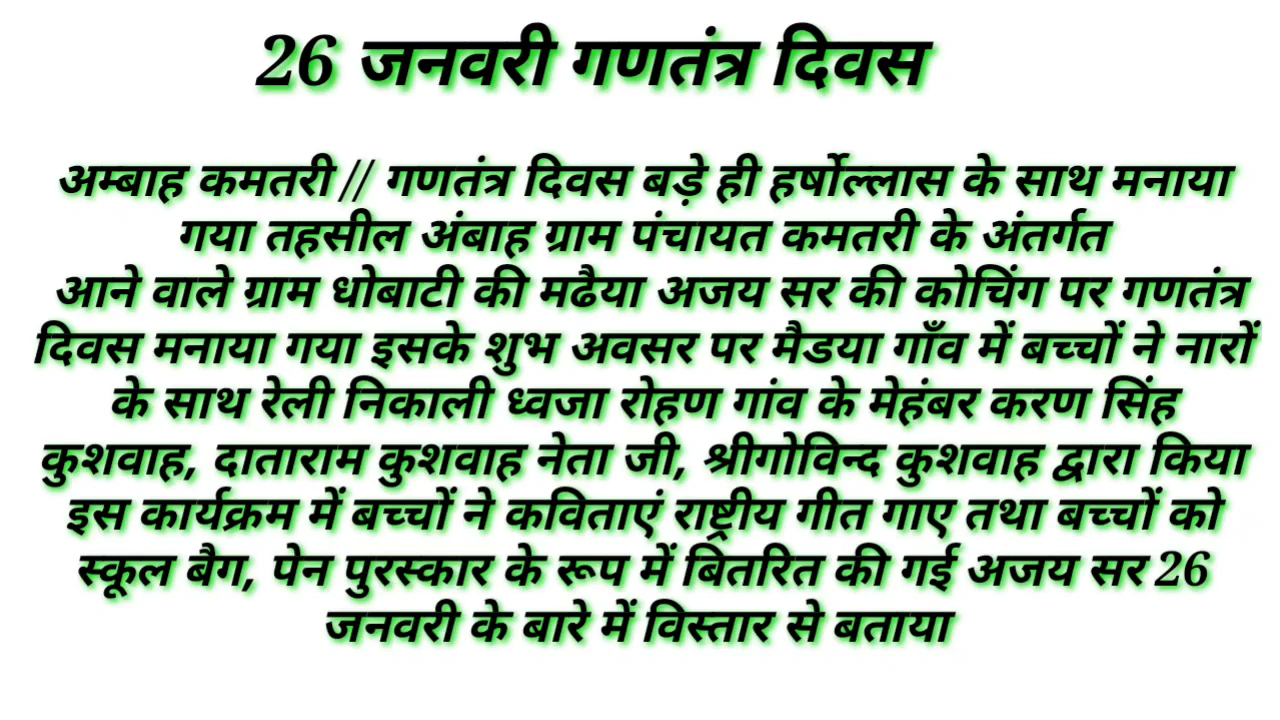 26 जनवरी गणतंत्र दिवस
अम्बाह कमतरी // गणतंत्र दिवस बड़े ही हर्षोल्लास के साथ मनाया
गया तहसील अंबाह ग्राम पंचायत कमतरी के अंतर्गत
आने वाले ग्राम धोबाटी की मढैया अजय सर की कोचिंग पर गणतंत्र
दिवस मनाया गया इसके शुभ अवसर पर मैडया गाँव में बच्चों ने नारों
के साथ रेली निकाली ध्वजा रोहण गांव के मेहंबर करण सिंह
कुशवाह, दाताराम कुशवाह नेता जी, श्रीगोविन्द कुशवाह द्वारा किया
इस कार्यक्रम में बच्चों ने कविताएं राष्ट्रीय गीत गाए तथा बच्चों को
स्कूल बैग, पेन पुरस्कार के रूप में बितरित की गई अजय सर 26
जनवरी के बारे में विस्तार से बताया